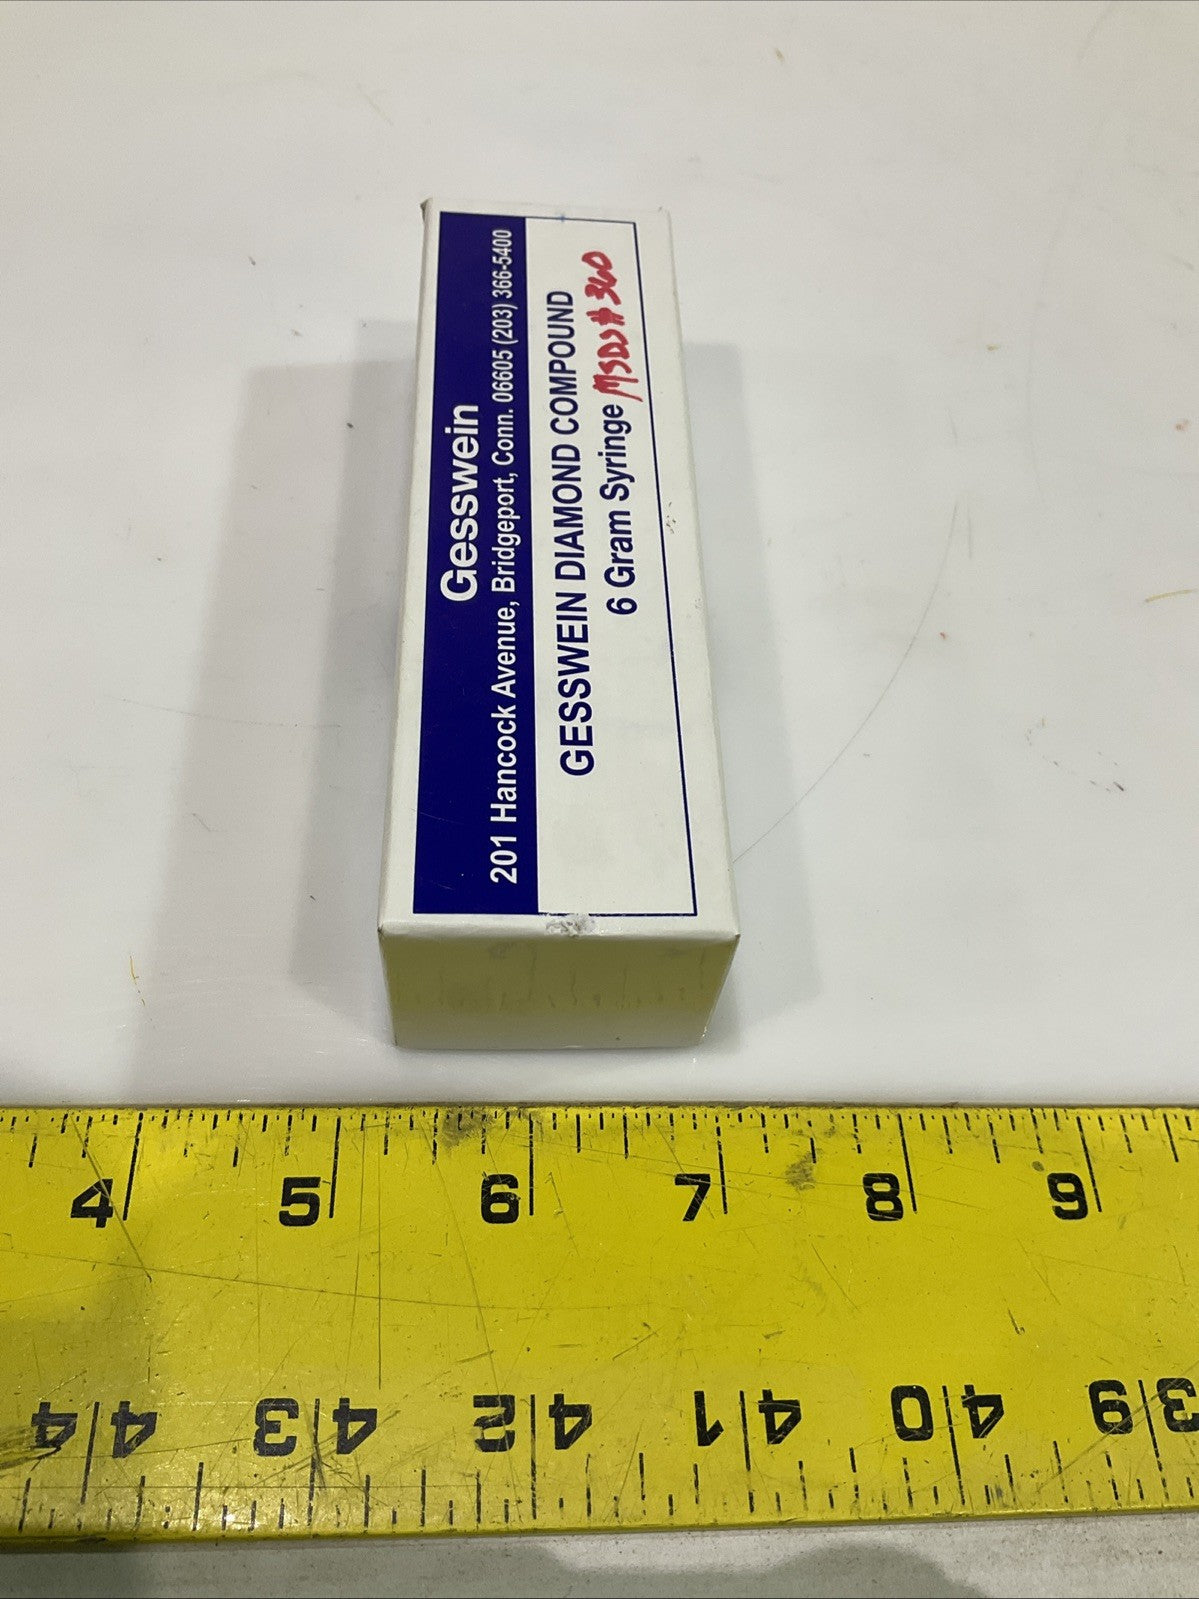 Gesswein
201 Hancock Avenue, Bridgeport, Conn. 06605 (203) 366-5400
GESSWEIN DIAMOND COMPOUND
6 Gram Syringe MSDS# 360
4 5 6 7 8 9
44 43 42 41 40 39